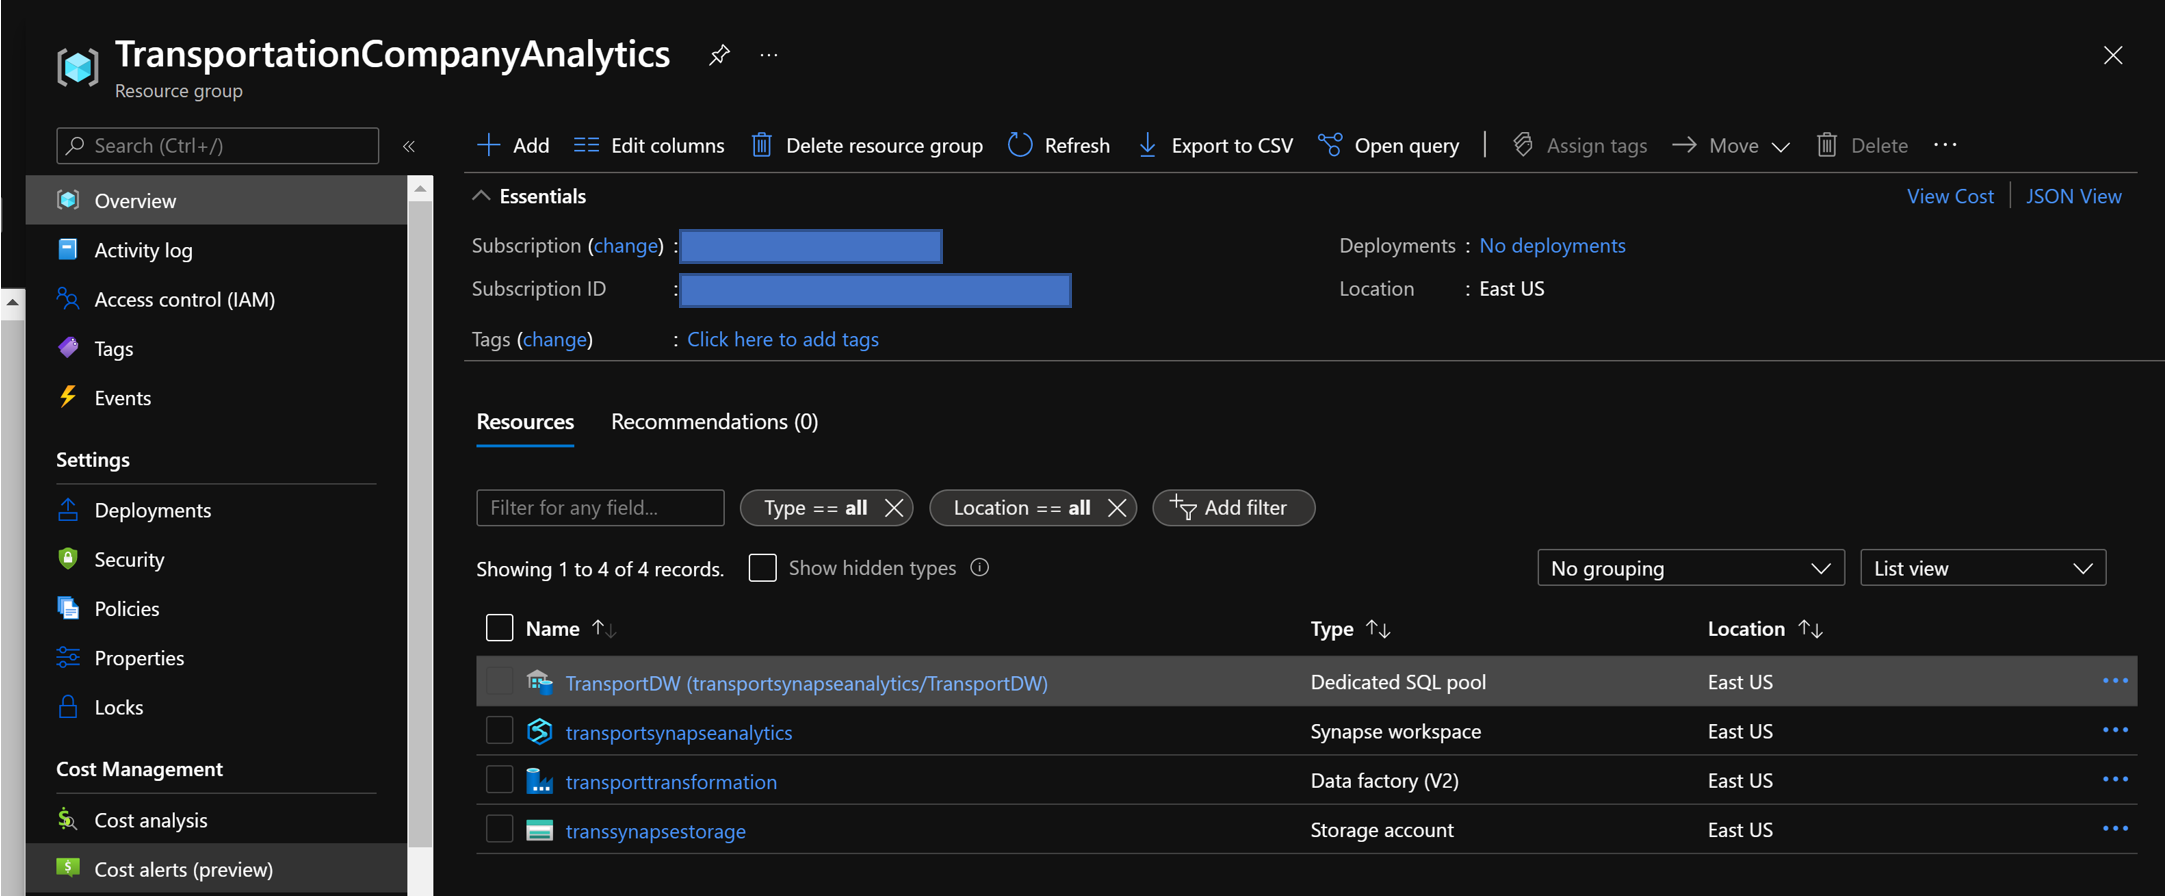 TransportationCompanyAnalytics
Resource group
Search (Ctrl+/)
Add
Edit columns
Delete resource group
Refresh
Export to CSV
Open query
Assign tags
Move
Delete
Overview
Activity log
Access control (IAM)
Tags
Events
Settings
Deployments
Security
Policies
Properties
Locks
Cost Management
Cost analysis
Cost alerts (preview)
Essentials
View Cost
JSON View
Subscription (change) :
Deployments : No deployments
Subscription ID :
Location : East US
Tags (change) : Click here to add tags
Resources
Recommendations (0)
Filter for any field...
Type == all
Location == all
Add filter
Showing 1 to 4 of 4 records.
Show hidden types
No grouping
List view
Name Type Location
TransportDW (transportsynapseanalytics/TransportDW) Dedicated SQL pool East US
transportsynapseanalytics Synapse workspace East US
transporttransformation Data factory (V2) East US
transsynapsestorage Storage account East US